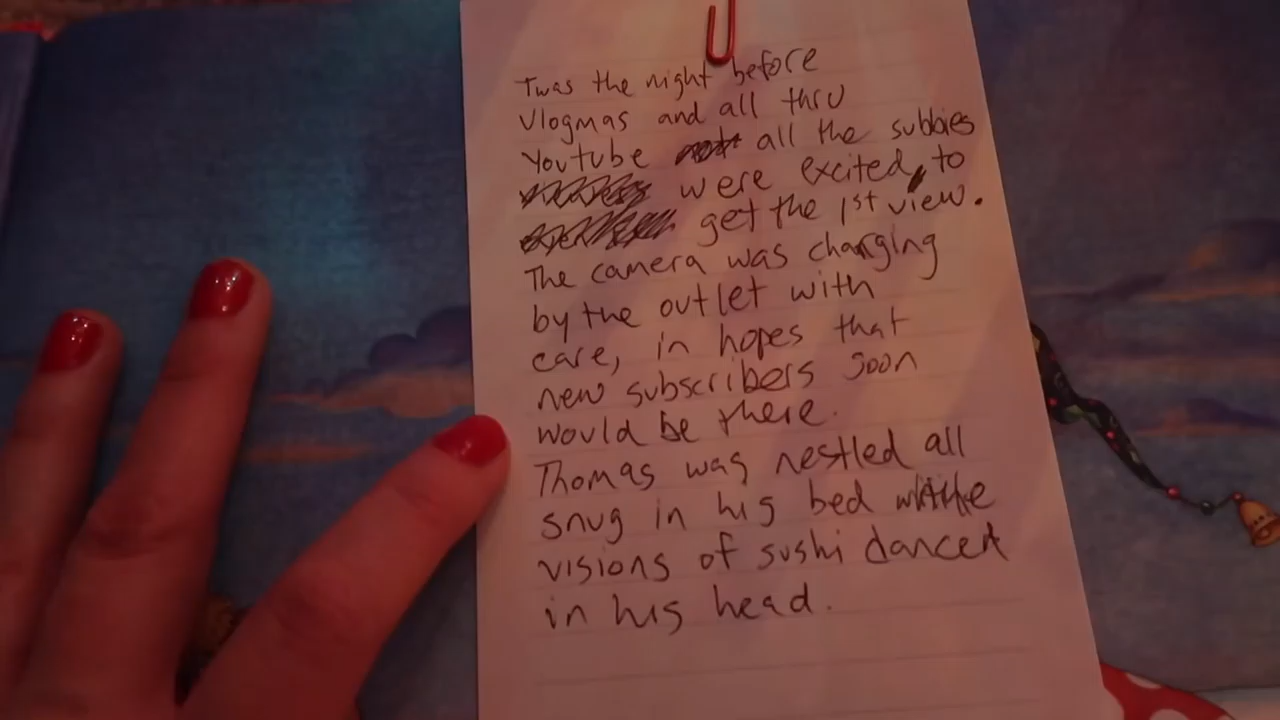 Twas the night before
Vlogmas and all thru
Youtube all the subbies
were excited to
get the 1st view.
The camera was charging
by the outlet with
care, in hopes that
new subscribers soon
would be there.
Thomas was nestled all
snug in his bed while
visions of sushi danced
in his head.